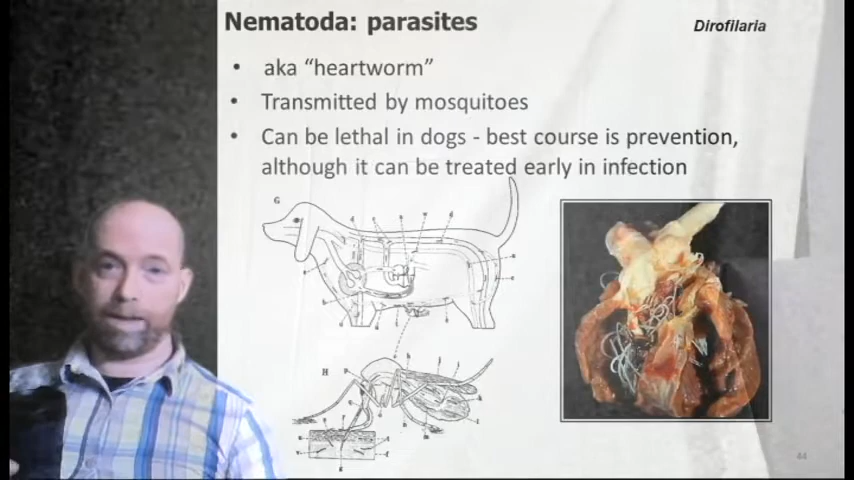 Nematoda: parasites
Dirofilaria
• aka “heartworm”
• Transmitted by mosquitoes
• Can be lethal in dogs - best course is prevention,
although it can be treated early in infection
G
H
44